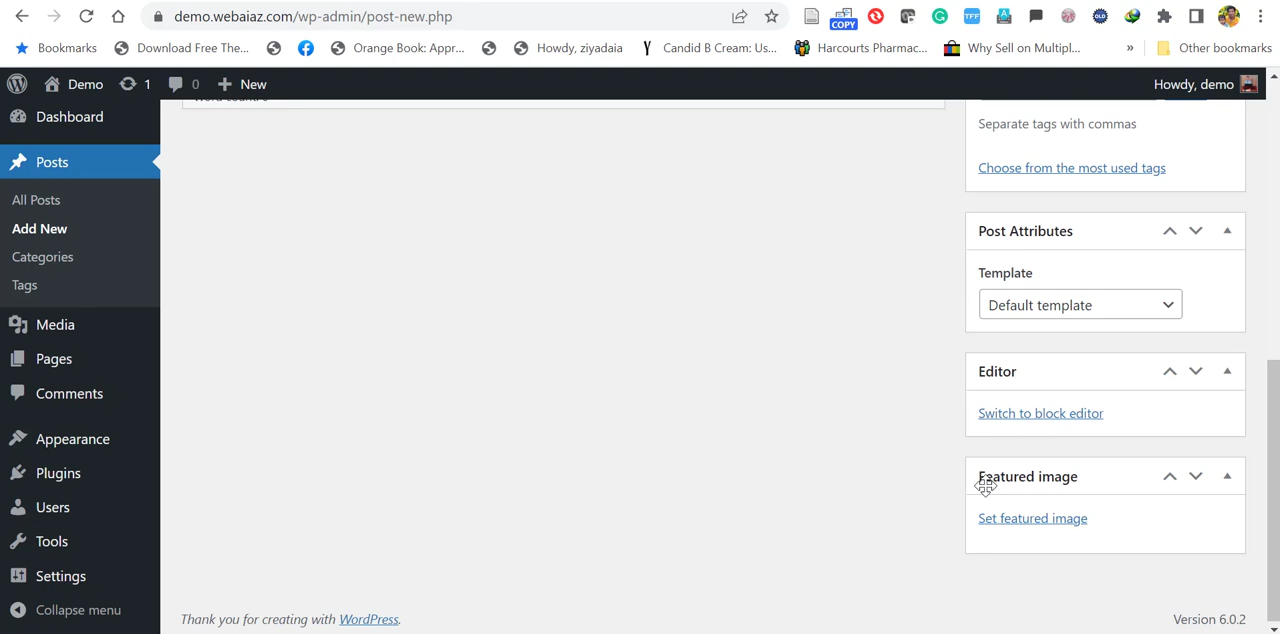 demo.webaiaz.com/wp-admin/post-new.php
COPY
TFF
OLD
Bookmarks
Download Free The...
Orange Book: Appr...
Howdy, ziyadaia
Candid B Cream: Us...
Harcourts Pharmac...
Why Sell on Multipl...
»
Other bookmarks
Demo
1
0
New
Howdy, demo
Dashboard
Posts
All Posts
Add New
Categories
Tags
Media
Pages
Comments
Appearance
Plugins
Users
Tools
Settings
Collapse menu
Separate tags with commas
Choose from the most used tags
Post Attributes
Template
Default template
Editor
Switch to block editor
Featured image
Set featured image
Thank you for creating with WordPress.
Version 6.0.2